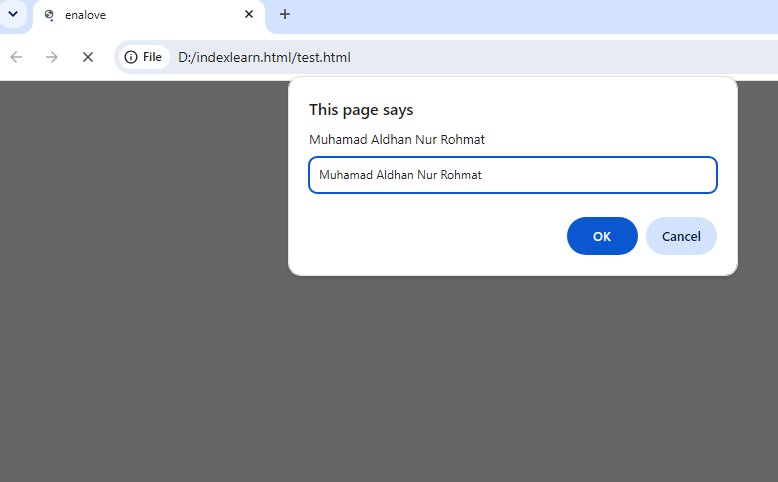 enalove
File
D:/indexlearn.html/test.html
This page says
Muhamad Aldhan Nur Rohmat
Muhamad Aldhan Nur Rohmat
OK
Cancel